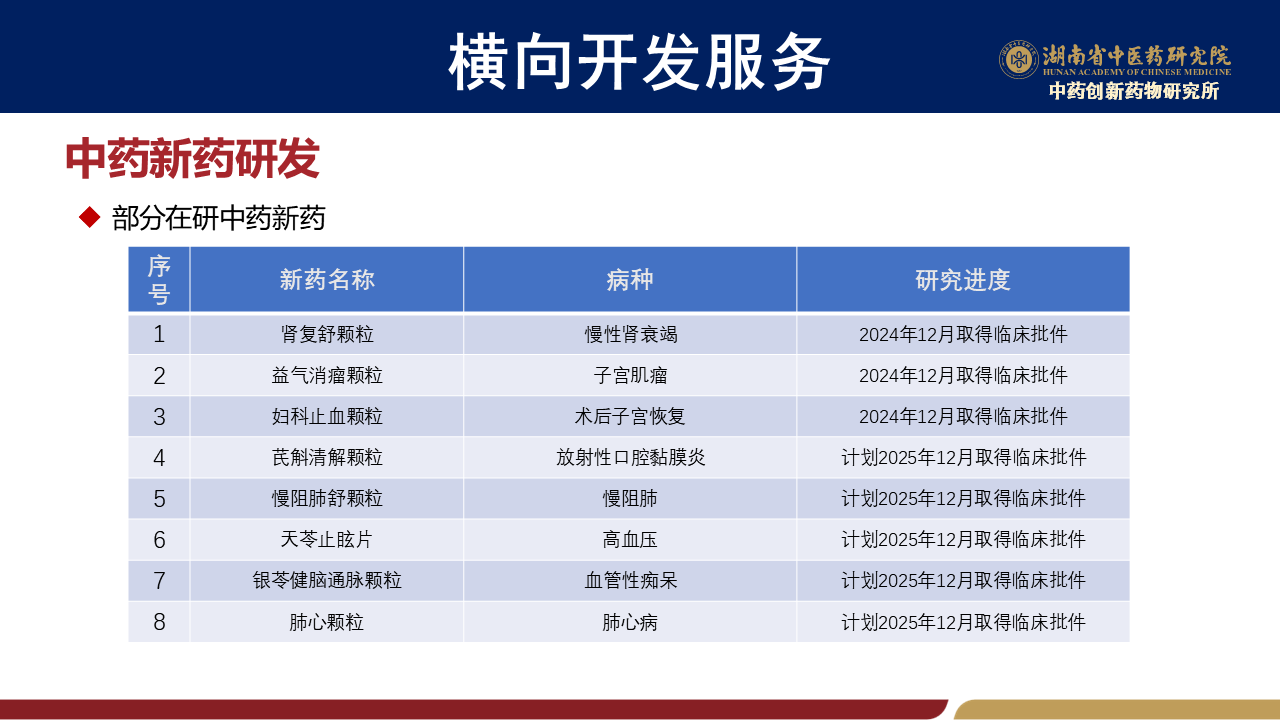 横向开发服务
湖南省中医药研究院
HUNAN ACADEMY OF CHINESE MEDICINE
中药创新药物研究所
中药新药研发
部分在研中药新药
序号 新药名称 病种 研究进度
1 肾复舒颗粒 慢性肾衰竭 2024年12月取得临床批件
2 益气消瘤颗粒 子宫肌瘤 2024年12月取得临床批件
3 妇科止血颗粒 术后子宫恢复 2024年12月取得临床批件
4 芪斛清解颗粒 放射性口腔黏膜炎 计划2025年12月取得临床批件
5 慢阻肺舒颗粒 慢阻肺 计划2025年12月取得临床批件
6 天苓止眩片 高血压 计划2025年12月取得临床批件
7 银苓健脑通脉颗粒 血管性痴呆 计划2025年12月取得临床批件
8 肺心颗粒 肺心病 计划2025年12月取得临床批件